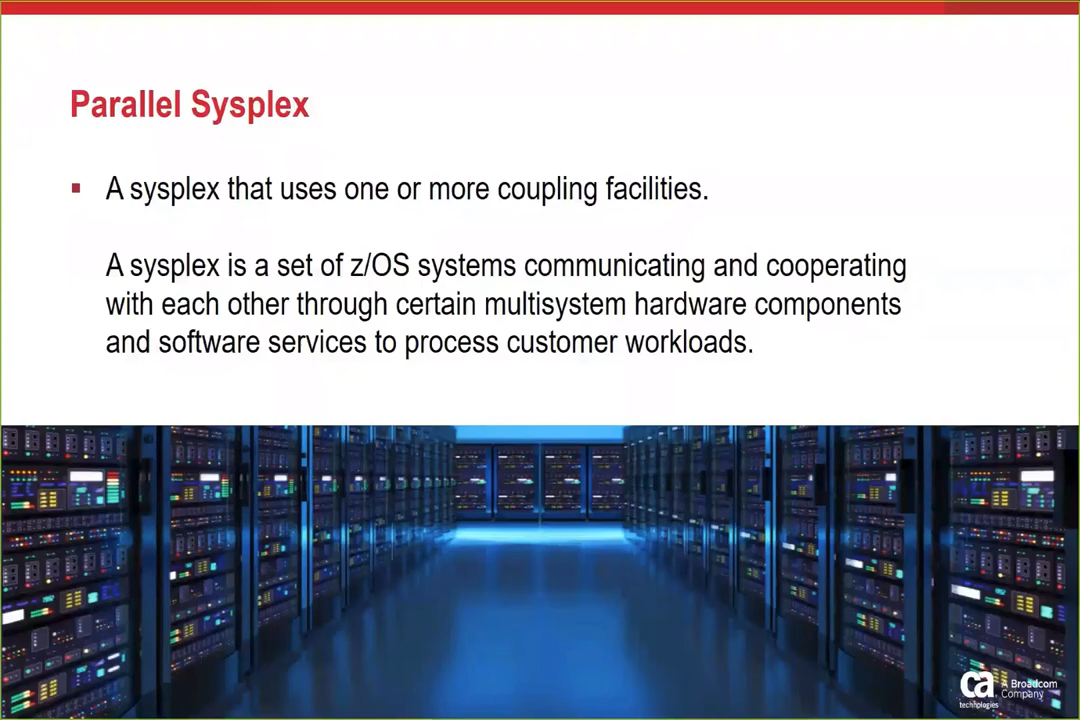 Parallel Sysplex
A sysplex that uses one or more coupling facilities.
A sysplex is a set of z/OS systems communicating and cooperating
with each other through certain multisystem hardware components
and software services to process customer workloads.
ca
technologies
A Broadcom
Company